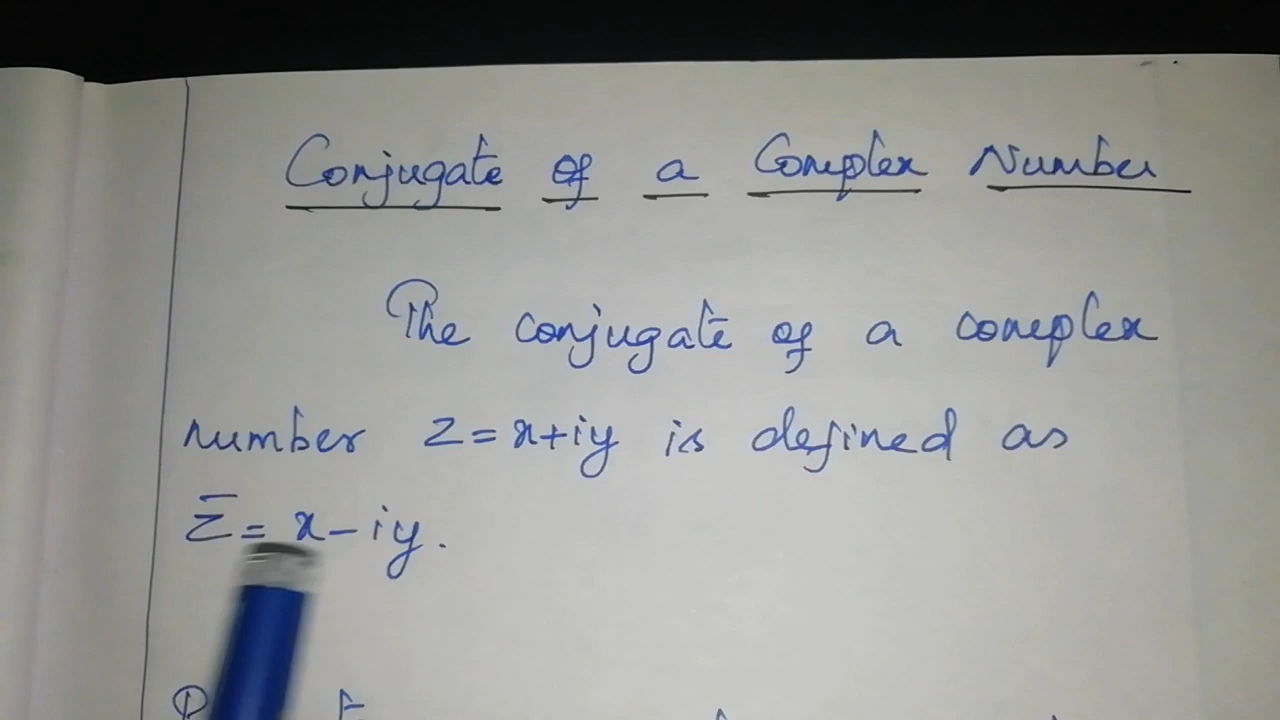 Conjugate of a Complex Number
The conjugate of a complex
number z = x+iy is defined as
z̄ = x - iy.